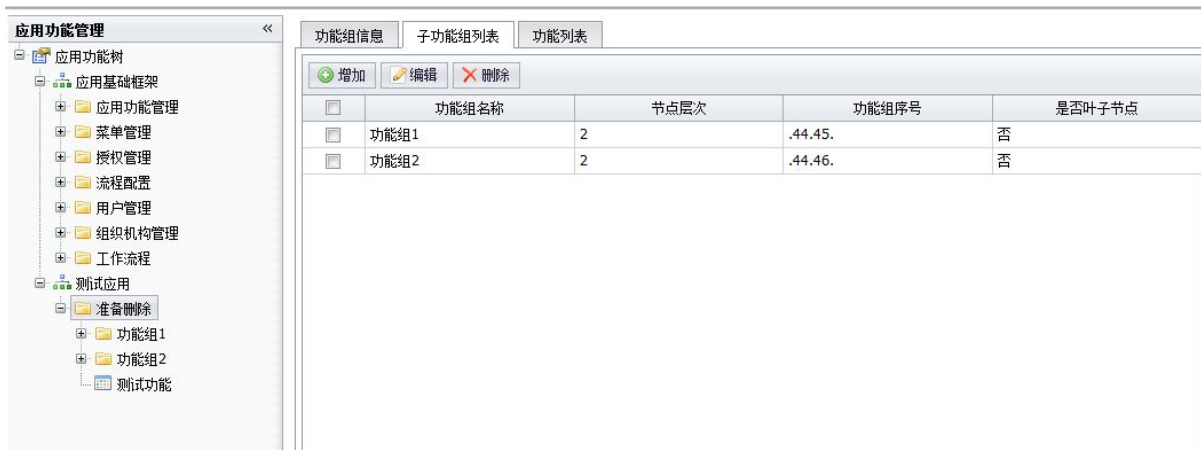 应用功能管理 «
应用功能树
应用基础框架
应用功能管理
菜单管理
授权管理
流程配置
用户管理
组织机构管理
工作流程
测试应用
准备删除
功能组1
功能组2
测试功能
功能组信息 子功能组列表 功能列表
增加 编辑 删除
功能组名称 节点层次 功能组序号 是否叶子节点
功能组1 2 .44.45. 否
功能组2 2 .44.46. 否